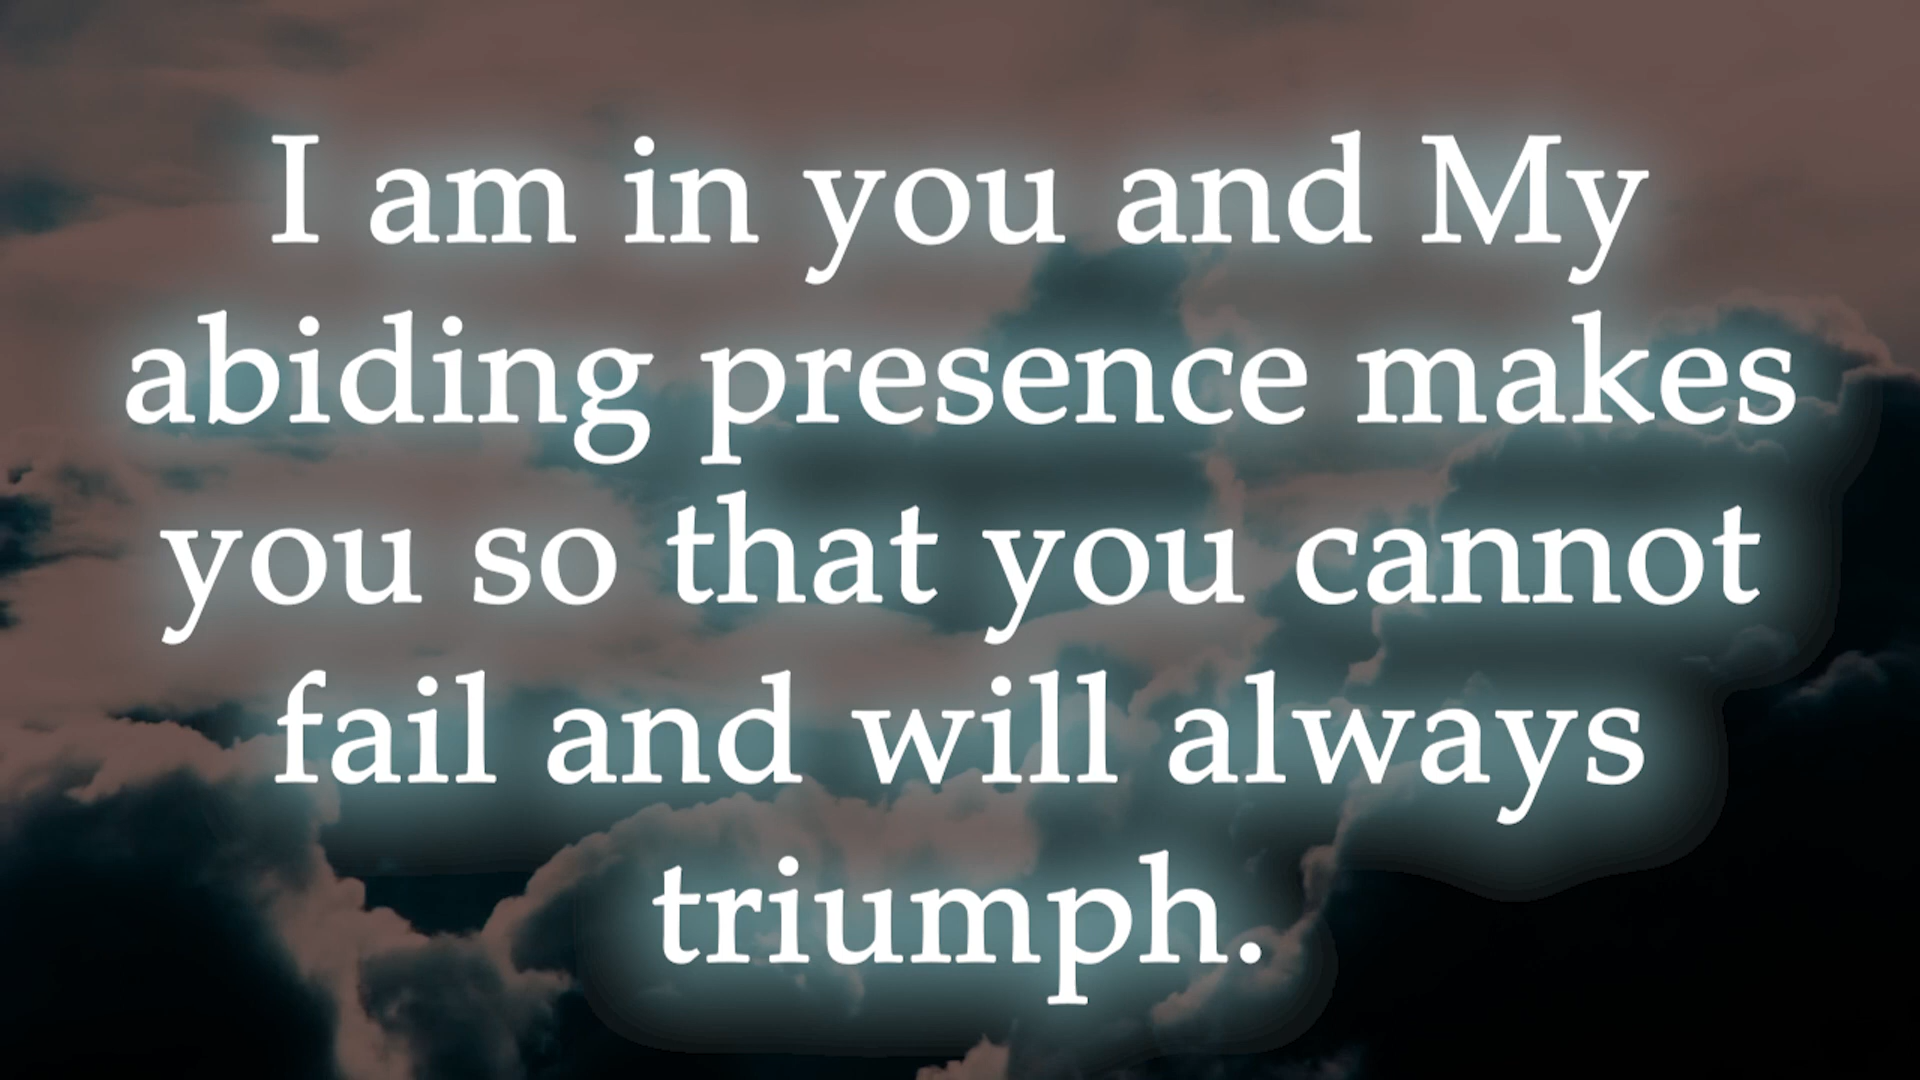 I am in you and My
abiding presence makes
you so that you cannot
fail and will always
triumph.